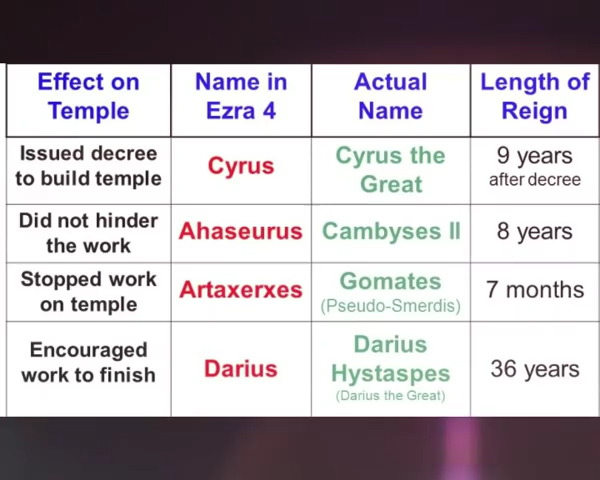 Effect on
Temple
Name in
Ezra 4
Actual
Name
Length of
Reign
Issued decree
to build temple
Cyrus
Cyrus the
Great
9 years
after decree
Did not hinder
the work
Ahaseurus
Cambyses II
8 years
Stopped work
on temple
Artaxerxes
Gomates
(Pseudo-Smerdis)
7 months
Encouraged
work to finish
Darius
Darius
Hystaspes
(Darius the Great)
36 years